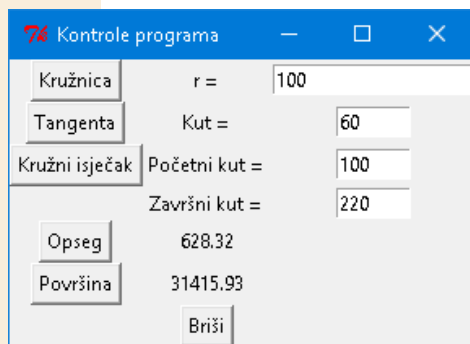 Kontrole programa
Kružnica r = 100
Tangenta Kut = 60
Kružni isječak Početni kut = 100
Završni kut = 220
Opseg 628.32
Površina 31415.93
Briši